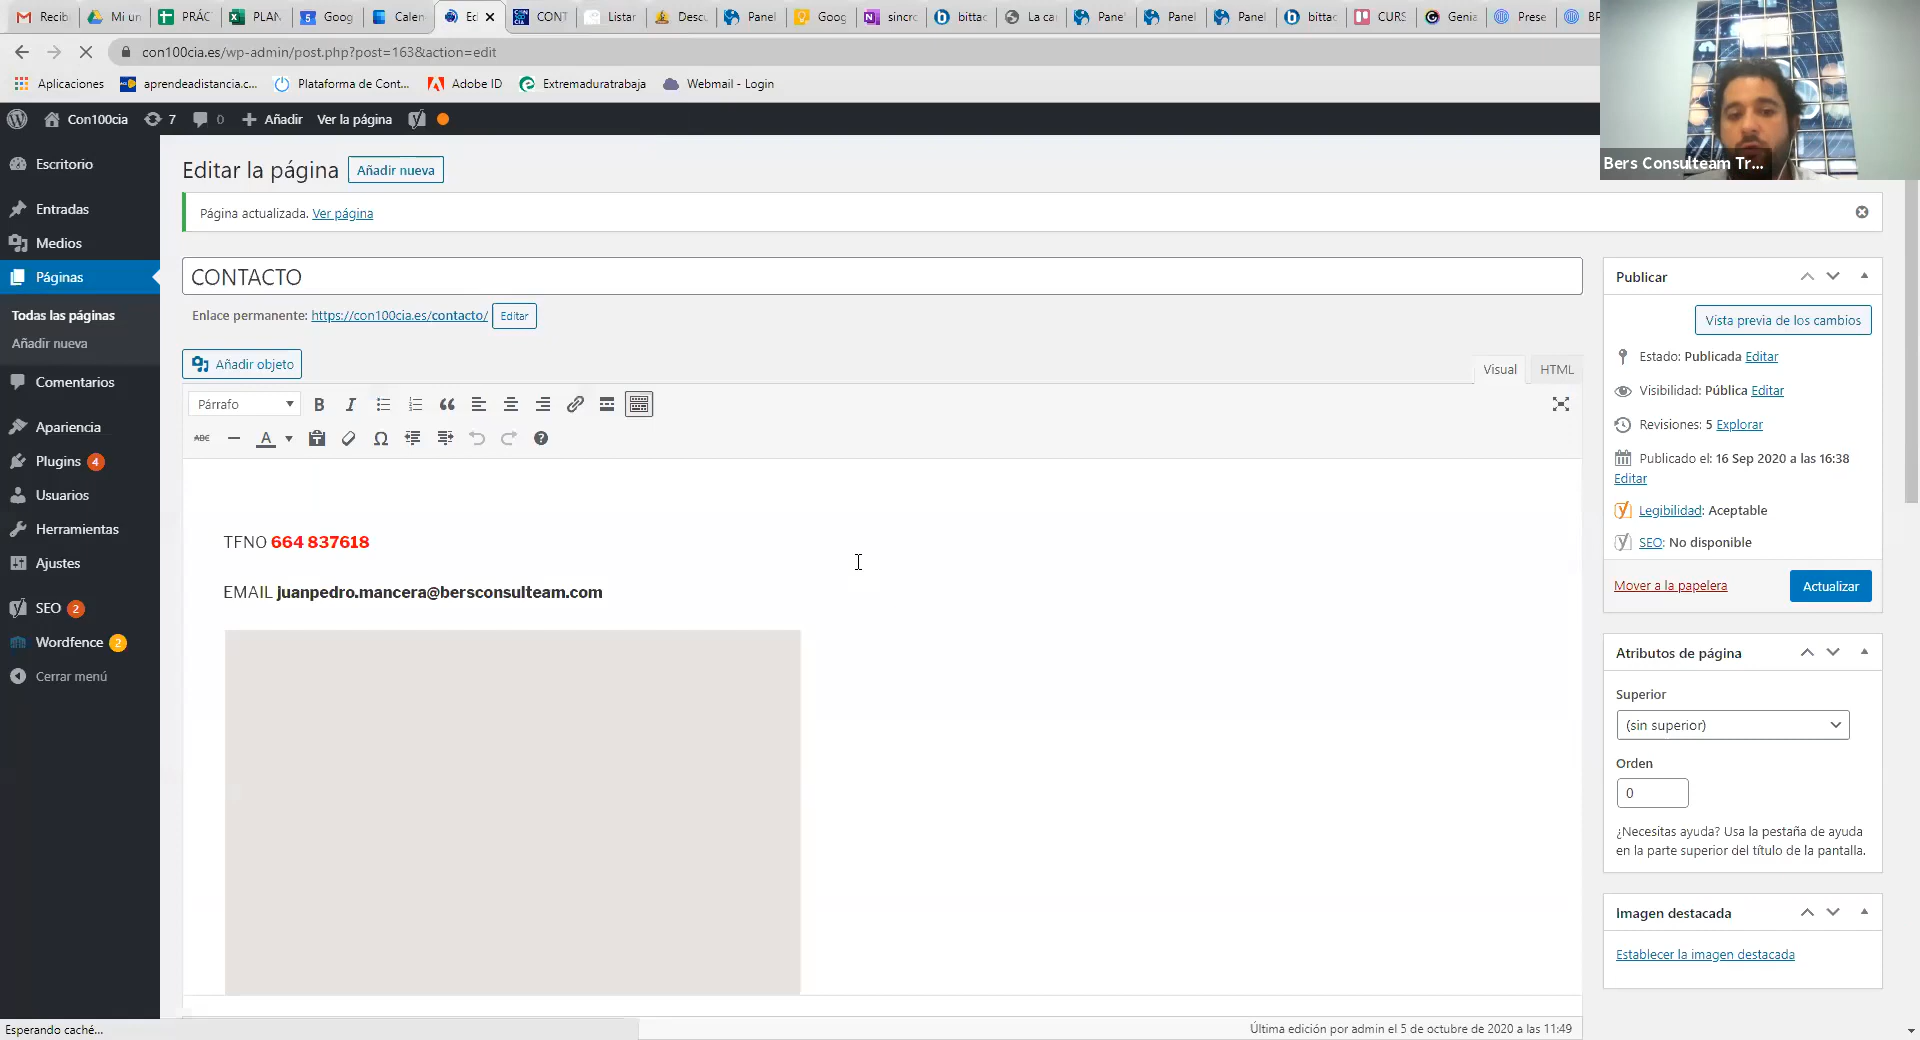 Recib
Mi un
PRÁC
PLAN
Goog
Calen
Ed
CONT
Listar
Descu
Panel
Goog
sincro
bittac
La ca
Pane
Panel
Panel
bittac
CURS
Genia
Prese
BP
con100cia.es/wp-admin/post.php?post=163&action=edit
Aplicaciones
aprendeadistancia.c...
Plataforma de Cont...
Adobe ID
Extremaduratrabaja
Webmail - Login
Con100cia
7
0
Añadir
Ver la página
Bers Consulteam Tr...
Escritorio
Entradas
Medios
Páginas
Todas las páginas
Añadir nueva
Comentarios
Apariencia
Plugins 4
Usuarios
Herramientas
Ajustes
SEO 2
Wordfence 2
Cerrar menú
Editar la página
Añadir nueva
Página actualizada. Ver página
CONTACTO
Enlace permanente: https://con100cia.es/contacto/ Editar
Añadir objeto
Visual
HTML
Párrafo
B
I
ABC
A
Ω
TFNO 664 837618
EMAIL juanpedro.mancera@bersconsulteam.com
Publicar
Vista previa de los cambios
Estado: Publicada Editar
Visibilidad: Pública Editar
Revisiones: 5 Explorar
Publicado el: 16 Sep 2020 a las 16:38
Editar
Legibilidad: Aceptable
SEO: No disponible
Mover a la papelera
Actualizar
Atributos de página
Superior
(sin superior)
Orden
0
¿Necesitas ayuda? Usa la pestaña de ayuda
en la parte superior del título de la pantalla.
Imagen destacada
Establecer la imagen destacada
Esperando caché...
Última edición por admin el 5 de octubre de 2020 a las 11:49